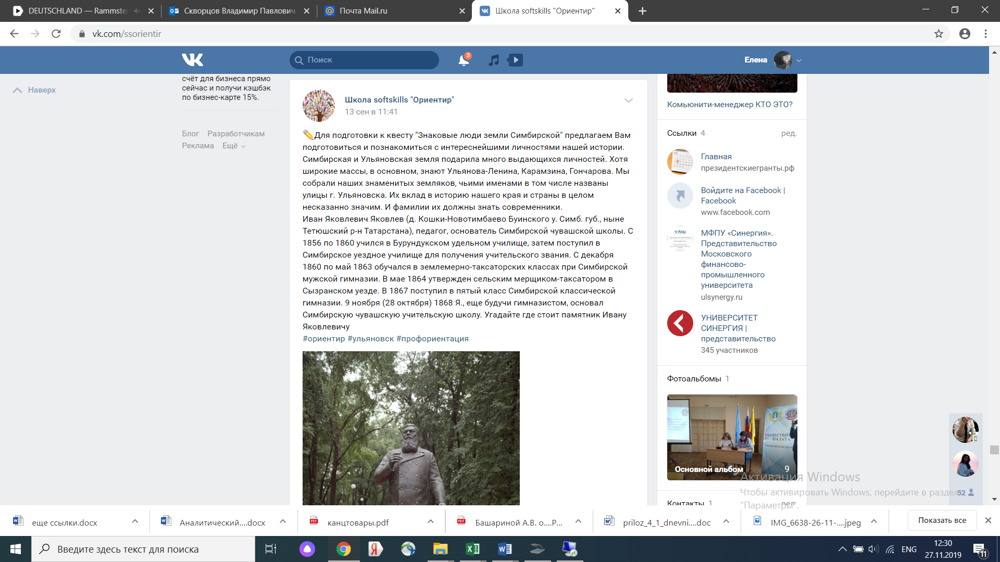 DEUTSCHLAND — Rammste
Скворцов Владимир Павлович
Почта Mail.ru
Школа softskills "Ориентир"
vk.com/ssorientir
Поиск
3
Елена
Наверх
счёт для бизнеса прямо
сейчас и получи кэшбэк
по бизнес-карте 15%.
Блог Разработчикам
Реклама Ещё
Школа softskills "Ориентир"
13 сен в 11:41
Для подготовки к квесту "Знаковые люди земли Симбирской" предлагаем Вам
подготовиться и познакомиться с интереснейшими личностями нашей истории.
Симбирская и Ульяновская земля подарила много выдающихся личностей. Хотя
широкие массы, в основном, знают Ульянова-Ленина, Карамзина, Гончарова. Мы
собрали наших знаменитых земляков, чьими именами в том числе названы
улицы г. Ульяновска. Их вклад в историю нашего края и страны в целом
несказанно значим. И фамилии их должны знать современники.
Иван Яковлевич Яковлев (д. Кошки-Новотимбаево Буинского у. Симб. губ., ныне
Тетюшский р-н Татарстана), педагог, основатель Симбирской чувашской школы. С
1856 по 1860 учился в Бурундукском удельном училище, затем поступил в
Симбирское уездное училище для получения учительского звания. С декабря
1860 по май 1863 обучался в землемерно-таксаторских классах при Симбирской
мужской гимназии. В мае 1864 утвержден сельским мерщиком-таксатором в
Сызранском уезде. В 1867 поступил в пятый класс Симбирской классической
гимназии. 9 ноября (28 октября) 1868 Я., еще будучи гимназистом, основал
Симбирскую чувашскую учительскую школу. Угадайте где стоит памятник Ивану
Яковлевичу
#ориентир #ульяновск #профориентация
Комьюнити-менеджер КТО ЭТО?
Ссылки 4
ред.
Главная
президентскиегранты.рф
Войдите на Facebook |
Facebook
www.facebook.com
МФПУ «Синергия».
Представительство
Московского
финансово-
промышленного
университета
ulsynergy.ru
УНИВЕРСИТЕТ
СИНЕРГИЯ |
представительство
345 участников
Фотоальбомы 1
ОБЩЕСТВЕН
ПАЛАТА
Основной альбом
9
Контакты 1
ред.
52
Активация Windows
Чтобы активировать Windows, перейдите в раздел
"Параметры".
еще ссылки.docx
Аналитический....docx
канцтовары.pdf
Башариной А.В. о....P...
priloz_4_1_dnevni....doc
IMG_6638-26-11-....jpeg
Показать все
Введите здесь текст для поиска
ENG
12:30
27.11.2019
11